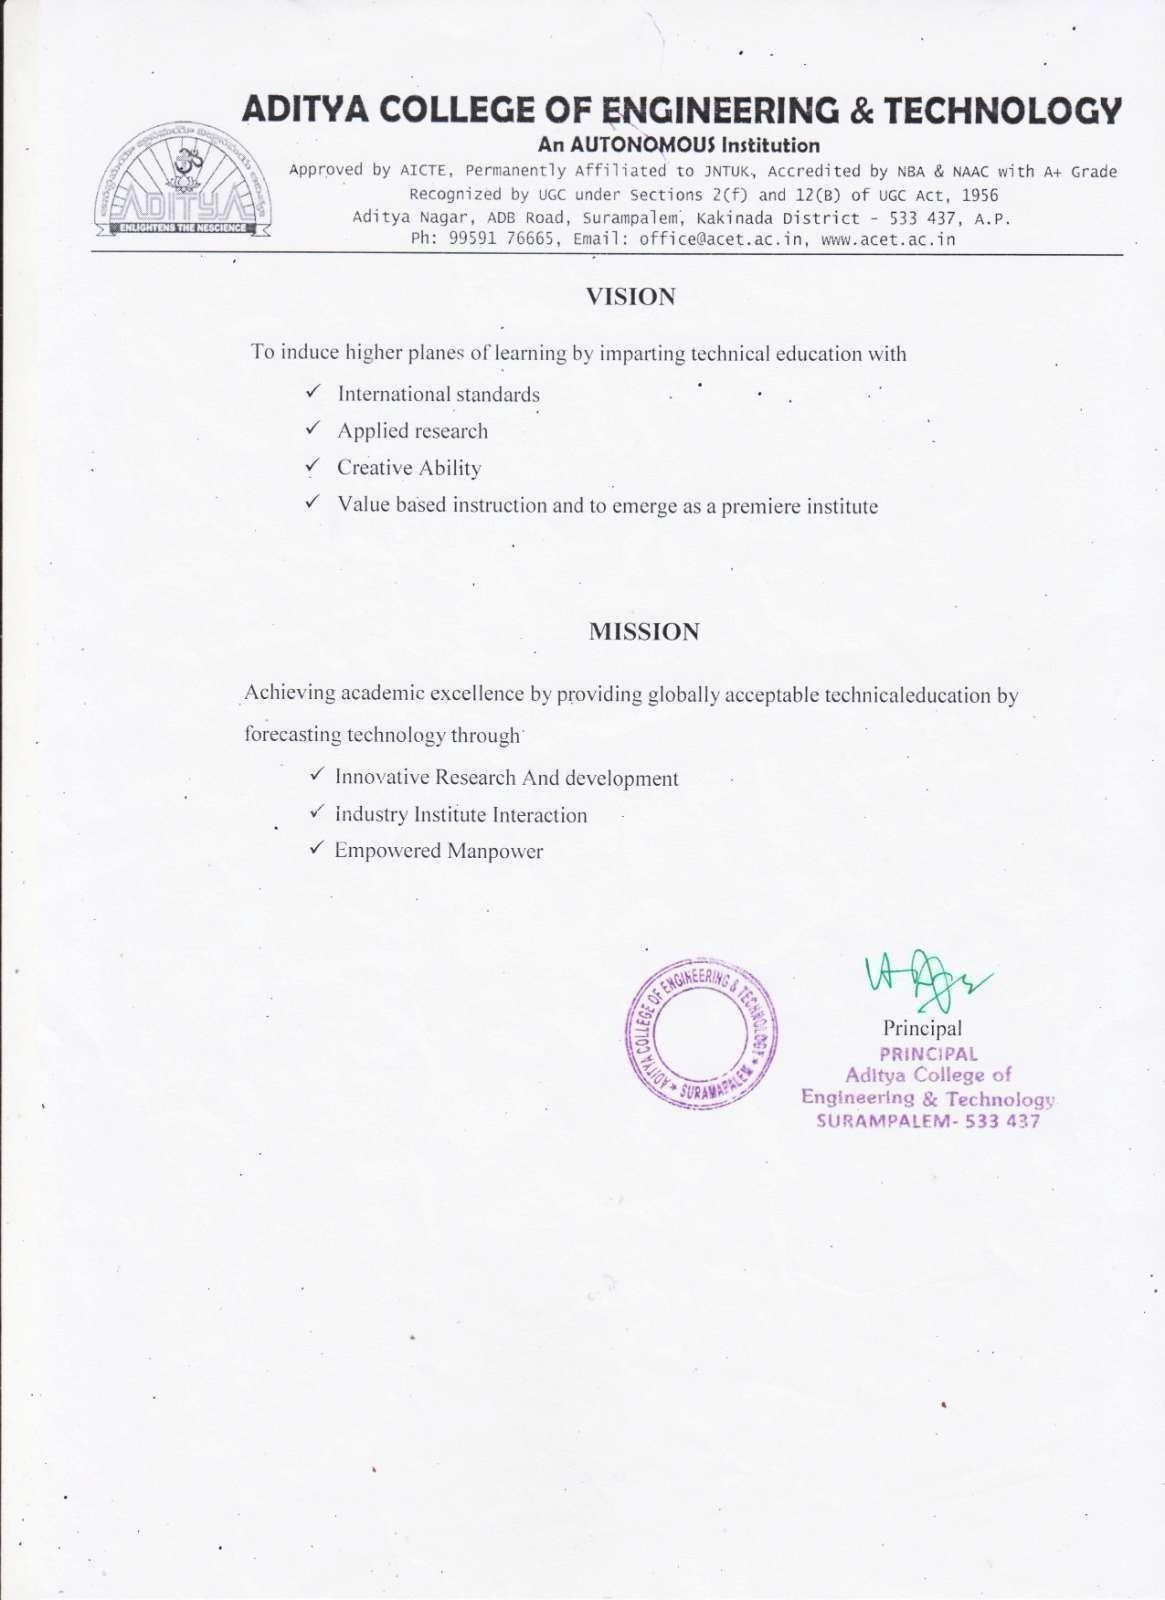 ADITYA COLLEGE OF ENGINEERING & TECHNOLOGY
An AUTONOMOUS Institution
Approved by AICTE, Permanently Affiliated to JNTUK, Accredited by NBA & NAAC with A+ Grade
Recognized by UGC under Sections 2(f) and 12(B) of UGC Act, 1956
Aditya Nagar, ADB Road, Surampalem, Kakinada District - 533 437, A.P.
Ph: 99591 76665, Email: office@acet.ac.in, www.acet.ac.in
ADITYA
ENLIGHTENS THE NESCIENCE
VISION
To induce higher planes of learning by imparting technical education with
✓ International standards
✓ Applied research
✓ Creative Ability
✓ Value based instruction and to emerge as a premiere institute
MISSION
Achieving academic excellence by providing globally acceptable technicaleducation by
forecasting technology through
✓ Innovative Research And development
✓ Industry Institute Interaction
✓ Empowered Manpower
ADITYA COLLEGE OF ENGINEERING & TECHNOLOGY
* SURAMAPALEM *
Principal
PRINCIPAL
Aditya College of
Engineering & Technology
SURAMPALEM- 533 437